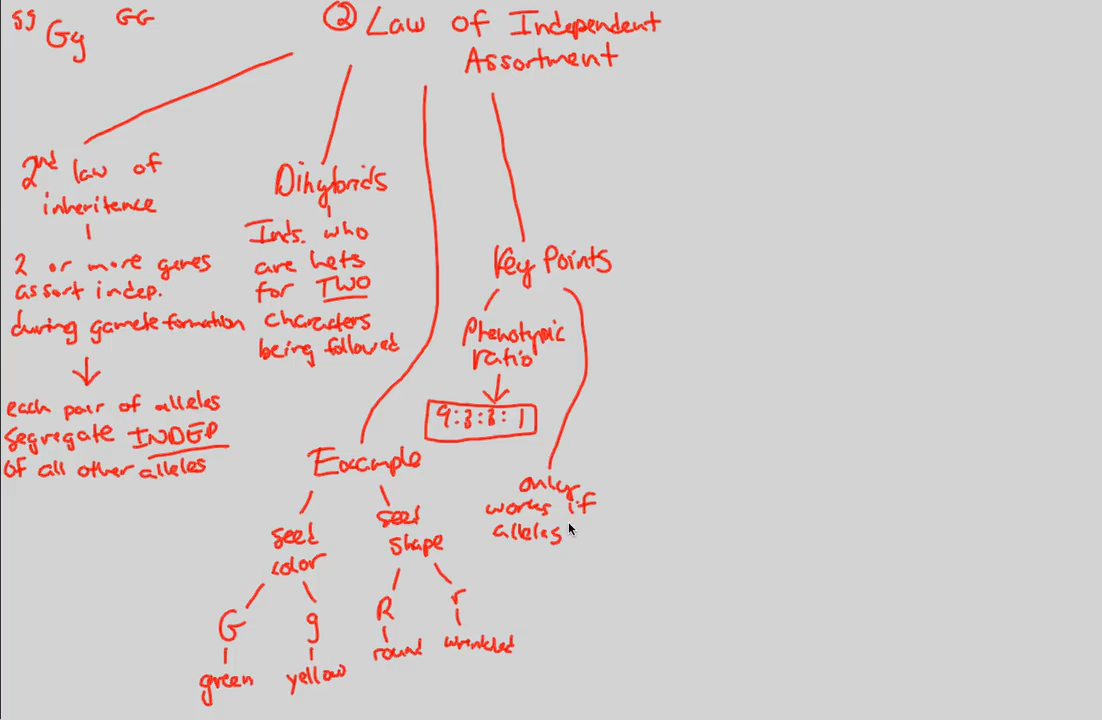 gg
Gg
GG
② Law of Independent
Assortment
2nd law of
inheritence
2 or more genes
assort indep.
during gamete formation
each pair of alleles
segregate INDEP
of all other alleles
Dihybrids
Inds. who
are hets
for TWO
characters
being followed
Example
seed
color
G
green
g
yellow
seed
shape
R
round
r
wrinkled
Key Points
Phenotypic
ratio
9:3:3:1
only
works if
alleles